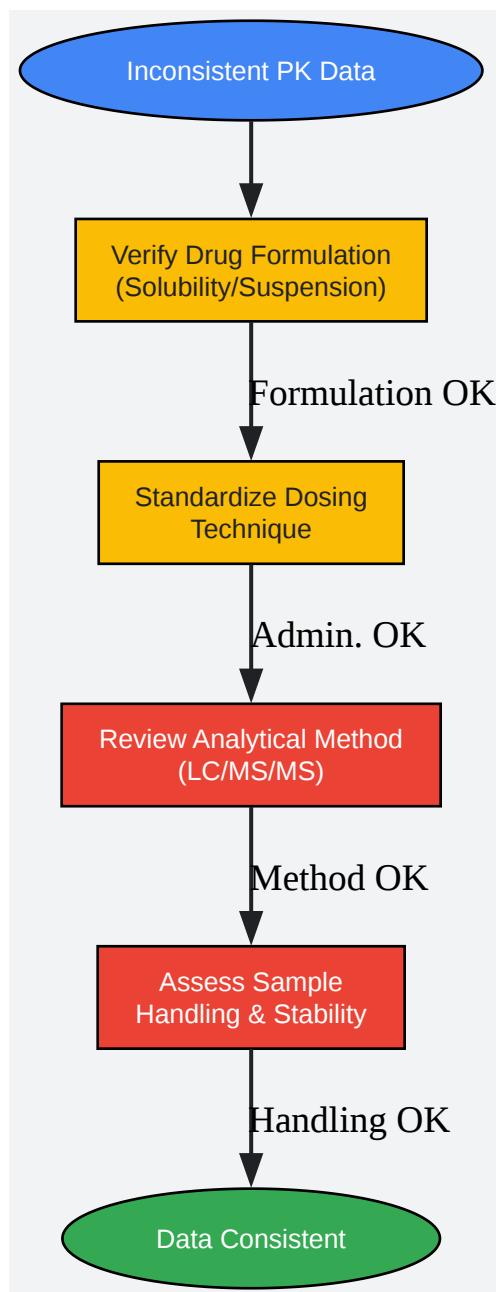 Inconsistent PK Data
Verify Drug Formulation
(Solubility/Suspension)
Formulation OK
Standardize Dosing
Technique
Admin. OK
Review Analytical Method
(LC/MS/MS)
Method OK
Assess Sample
Handling & Stability
Handling OK
Data Consistent